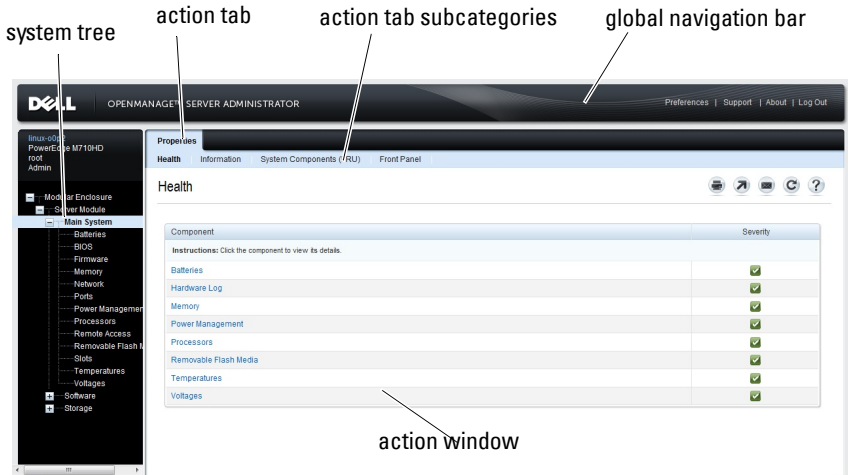 system tree
action tab
action tab subcategories
global navigation bar
DELL
OPENMANAGE™ SERVER ADMINISTRATOR
Preferences | Support | About | Log Out
PowerEdge M710HD
root
Admin
Properties
Health
Information
System Components (FRU)
Front Panel
Modular Enclosure
Server Module
Main System
Batteries
BIOS
Firmware
Memory
Network
Ports
Power Managemen
Processors
Remote Access
Removable Flash M
Slots
Temperatures
Voltages
Software
Storage
Health
Component
Severity
Instructions: Click the component to view its details.
Batteries
Hardware Log
Memory
Power Management
Processors
Removable Flash Media
Temperatures
Voltages
action window